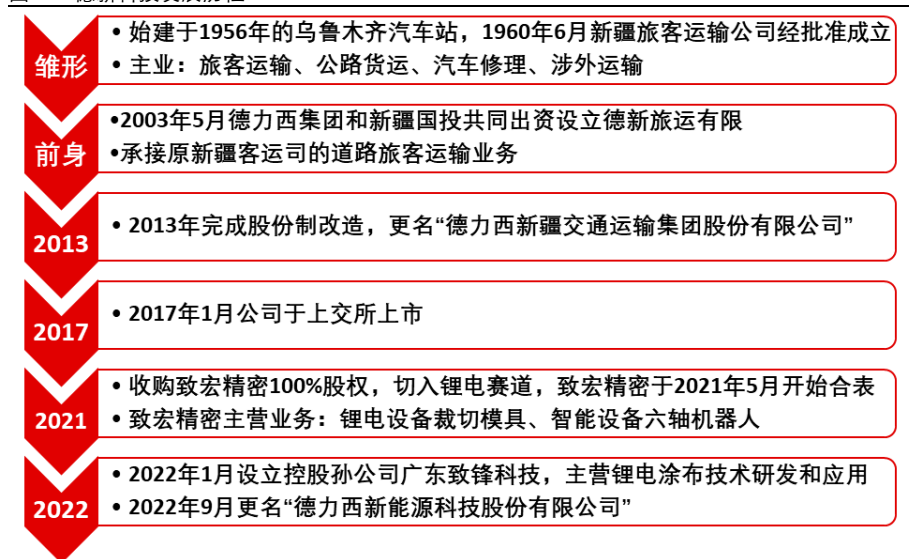 雏形
• 始建于1956年的乌鲁木齐汽车站，1960年6月新疆旅客运输公司经批准成立
• 主业：旅客运输、公路货运、汽车修理、涉外运输
前身
•2003年5月德力西集团和新疆国投共同出资设立德新旅运有限
•承接原新疆客运司的道路旅客运输业务
2013
• 2013年完成股份制改造，更名“德力西新疆交通运输集团股份有限公司”
2017
• 2017年1月公司于上交所上市
2021
• 收购致宏精密100%股权，切入锂电赛道，致宏精密于2021年5月开始合表
• 致宏精密主营业务：锂电设备裁切模具、智能设备六轴机器人
2022
• 2022年1月设立控股孙公司广东致锋科技，主营锂电涂布技术研发和应用
• 2022年9月更名“德力西新能源科技股份有限公司”